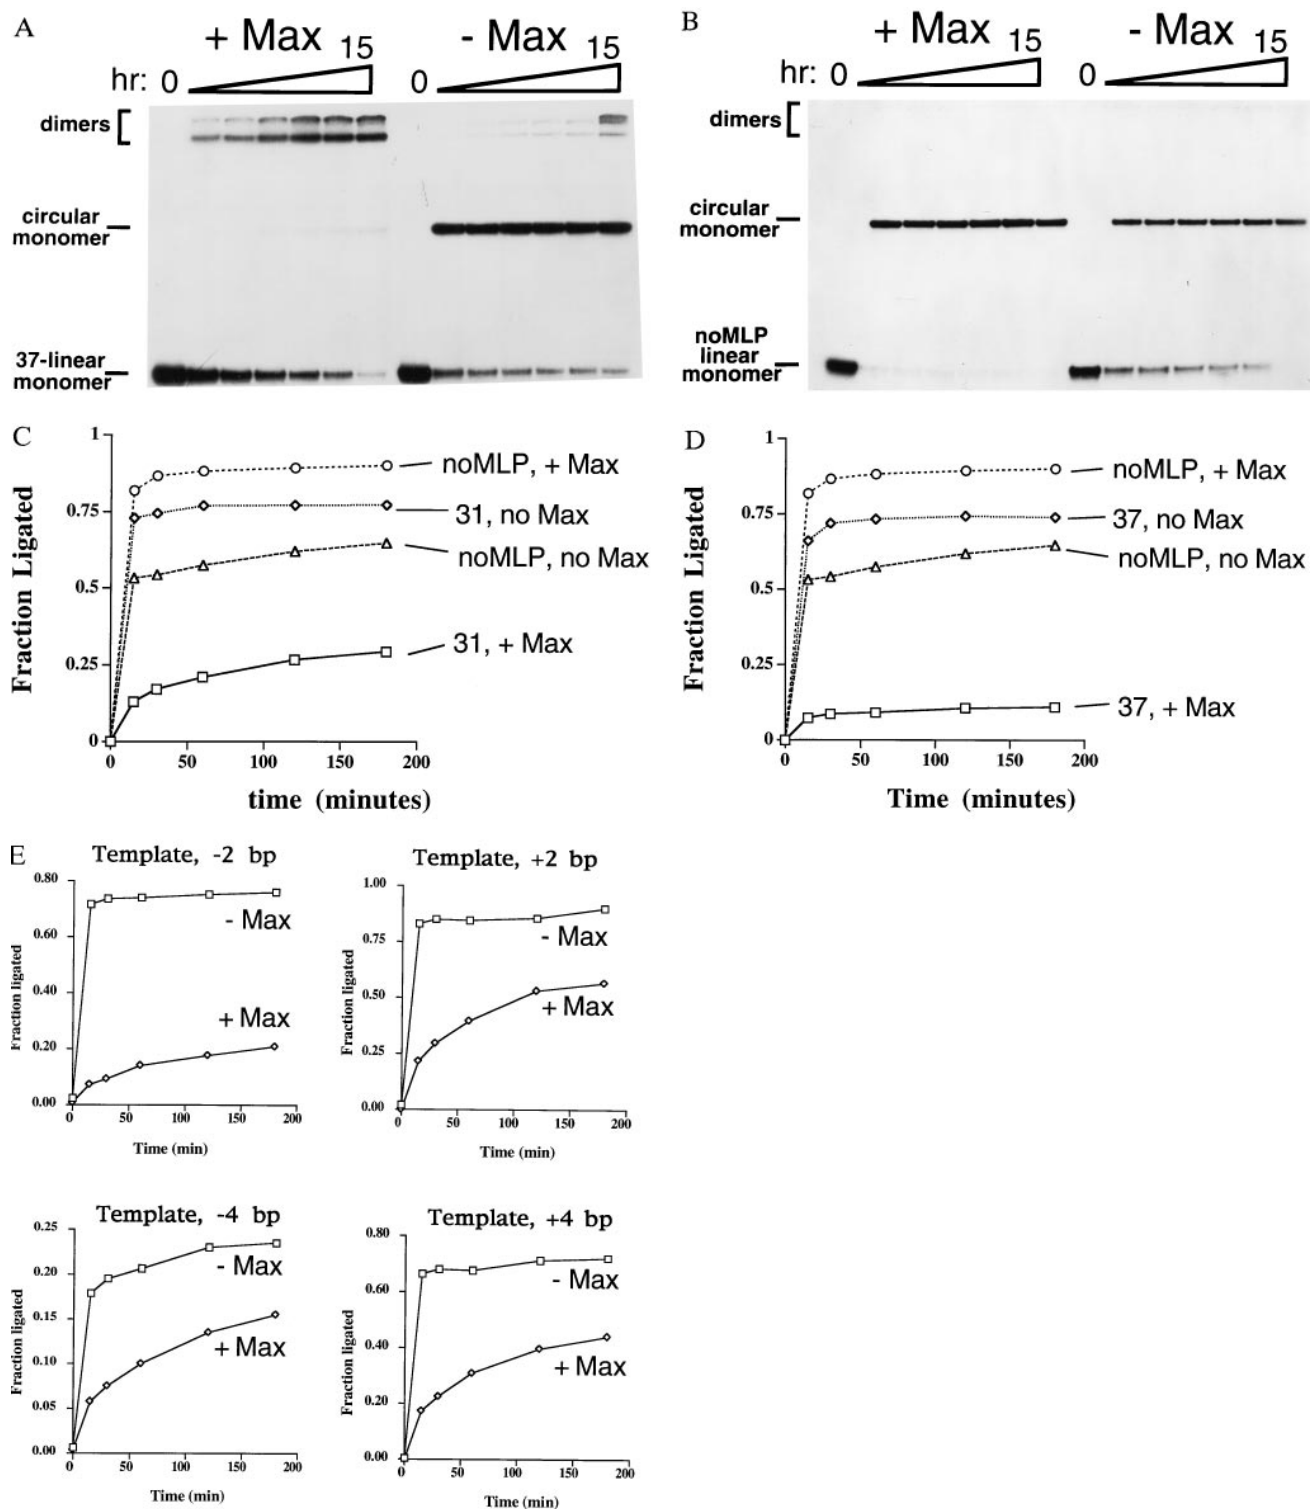 A
+ Max 15
- Max 15
hr: 0
0
dimers
circular
monomer
37-linear
monomer
B
+ Max 15
- Max 15
hr: 0
0
dimers
circular
monomer
noMLP
linear
monomer
C
Fraction Ligated
1
0.75
0.5
0.25
0
0 50 100 150 200
time (minutes)
noMLP, + Max
31, no Max
noMLP, no Max
31, + Max
D
Fraction Ligated
1
0.75
0.5
0.25
0
0 50 100 150 200
Time (minutes)
noMLP, + Max
37, no Max
noMLP, no Max
37, + Max
E
Template, -2 bp
Fraction ligated
0.80
0.60
0.40
0.20
0.00
0 50 100 150 200
Time (min)
- Max
+ Max
Template, +2 bp
Fraction ligated
1.00
0.75
0.50
0.25
0.00
0 50 100 150 200
Time (min)
- Max
+ Max
Template, -4 bp
Fraction ligated
0.25
0.20
0.15
0.10
0.05
0.00
0 50 100 150 200
Time (min)
- Max
+ Max
Template, +4 bp
Fraction ligated
0.80
0.60
0.40
0.20
0.00
0 50 100 150 200
Time (min)
- Max
+ Max